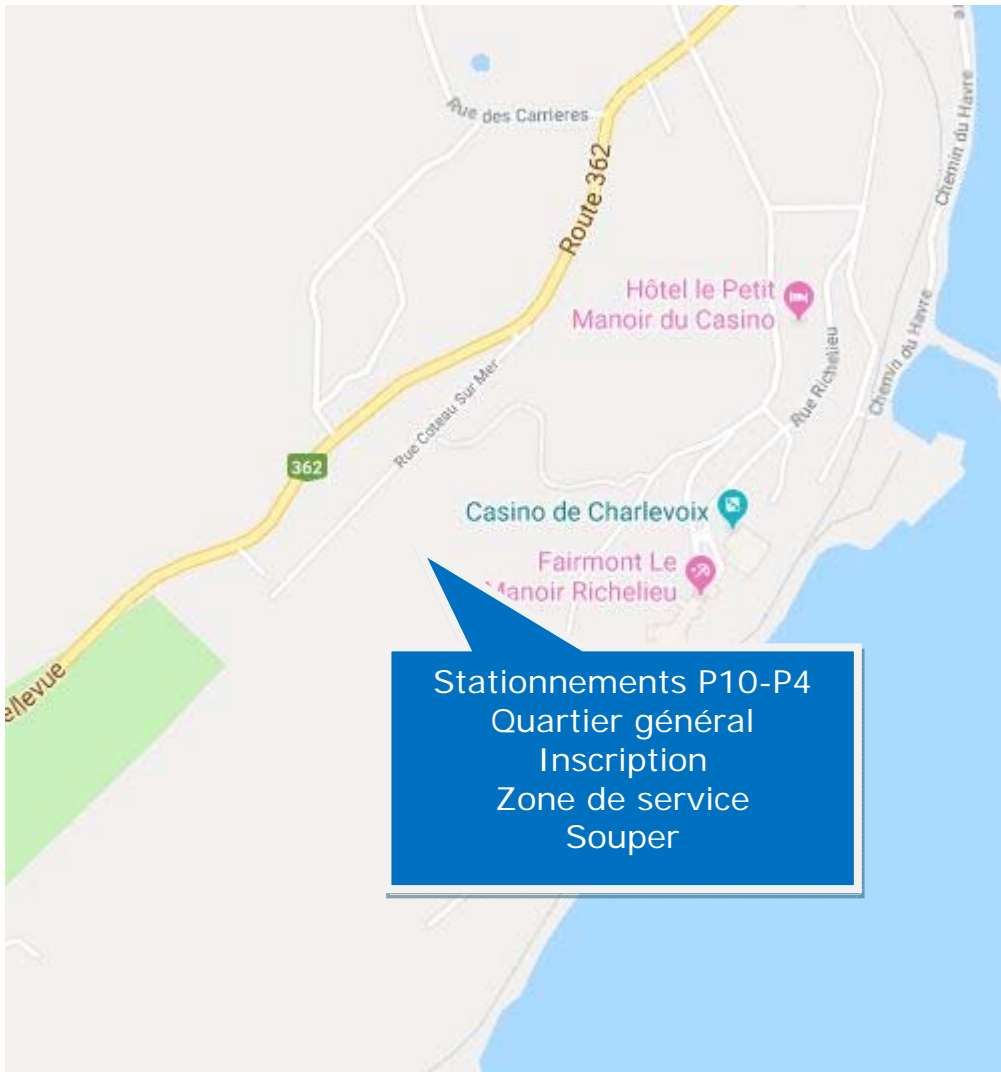 Chemin du Havre
Rue des Carrieres
Route 362
Hôtel le Petit
Manoir du Casino
Rue Richelieu
Chemin du Havre
Rue Coteau Sur Mer
362
Casino de Charlevoix
Fairmont Le
Manoir Richelieu
Stationnements P10-P4
Quartier général
Inscription
Zone de service
Souper